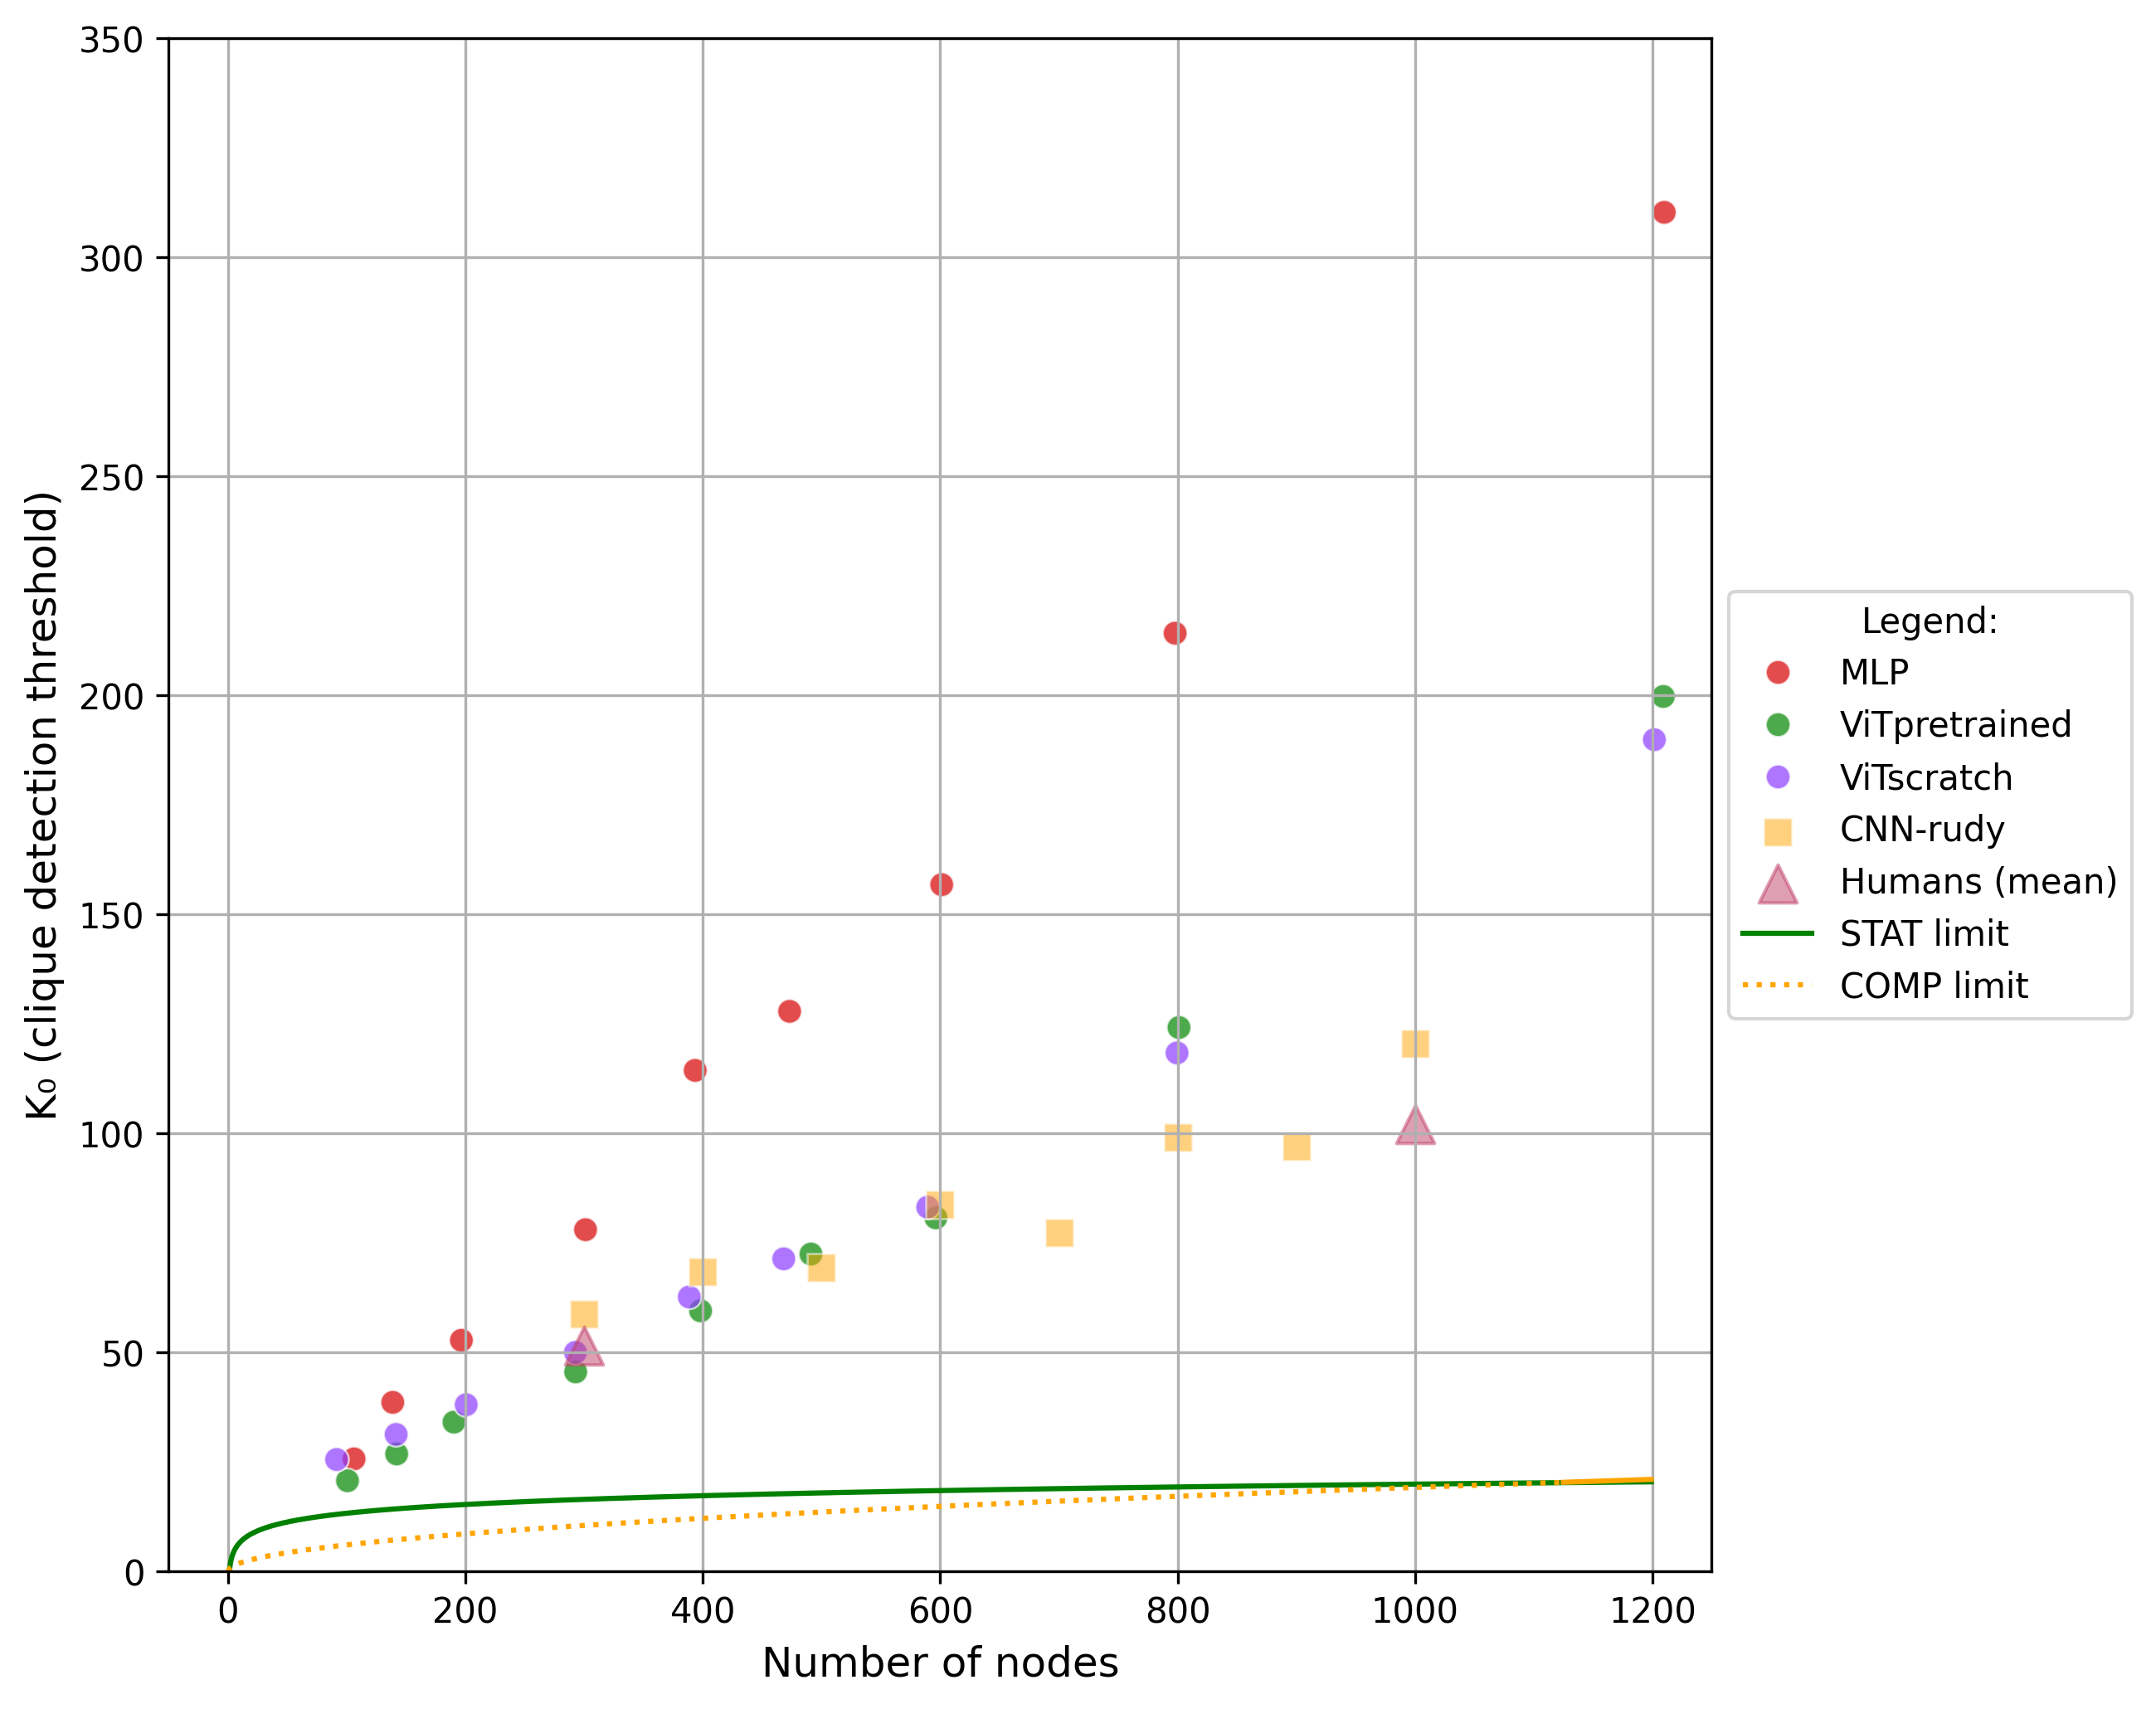 350
300
250
200
150
100
50
0
K₀ (clique detection threshold)
0 200 400 600 800 1000 1200
Number of nodes
Legend:
MLP
ViTpretrained
ViTscratch
CNN-rudy
Humans (mean)
STAT limit
COMP limit